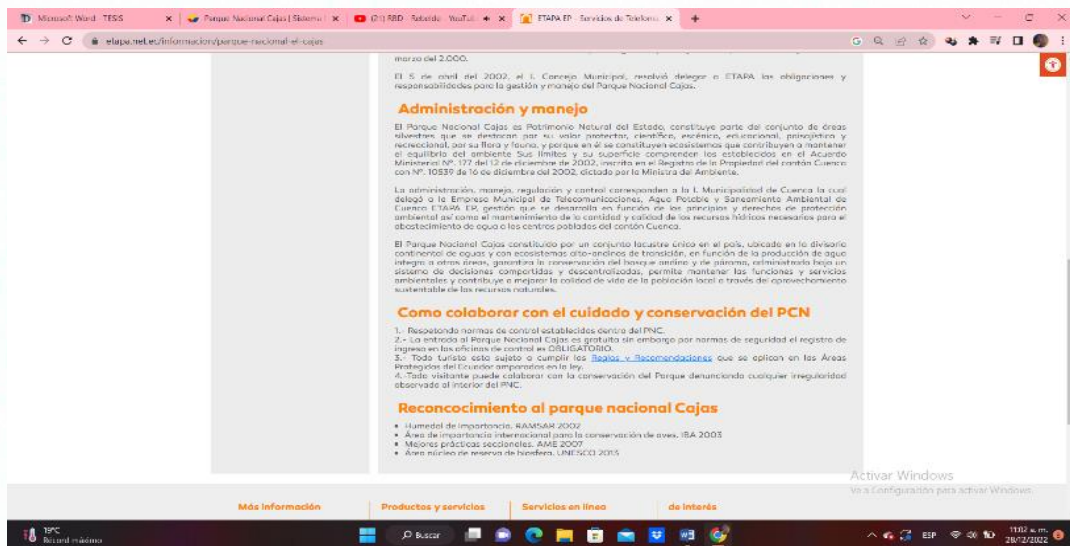 Microsoft Word - TESIS
Parque Nacional Cajas | Sistema
(21) RBD - Rebelde - YouTu
ETAPA EP - Servicios de Telefonía
etapa.net.ec/informacion/parque-nacional-el-cajas
marzo del 2.000.
El 5 de abril del 2002, el I. Concejo Municipal, resolvió delegar a ETAPA las obligaciones y
responsabilidades para la gestión y manejo del Parque Nacional Cajas.
Administración y manejo
El Parque Nacional Cajas es Patrimonio Natural del Estado, constituye parte del conjunto de áreas
silvestres que se destacan por su valor protector, científico, escénico, educacional, paisajístico y
recreacional, por su flora y fauna, y porque en él se constituyen ecosistemas que contribuyen a mantener
el equilibrio del ambiente Sus límites y su superficie comprenden los establecidos en el Acuerdo
Ministerial Nº. 177 del 12 de diciembre de 2002, inscrita en el Registro de la Propiedad del cantón Cuenca
con Nº. 10539 de 16 de diciembre del 2002, dictado por la Ministra del Ambiente.
La administración, manejo, regulación y control corresponden a la I. Municipalidad de Cuenca la cual
delegó a la Empresa Municipal de Telecomunicaciones, Agua Potable y Saneamiento Ambiental de
Cuenca ETAPA EP, gestión que se desarrolla en función de los principios y derechos de protección
ambiental así como el mantenimiento de la cantidad y calidad de los recursos hídricos necesarios para el
abastecimiento de agua a los centros poblados del cantón Cuenca.
El Parque Nacional Cajas constituido por un conjunto lacustre único en el país, ubicado en la divisoria
continental de aguas y con ecosistemas alto-andinos de transición, en función de la producción de agua
integra a otras áreas, garantiza la conservación del bosque andino y de páramo, administrado bajo un
sistema de decisiones compartidas y descentralizadas, permite mantener las funciones y servicios
ambientales y contribuye a mejorar la calidad de vida de la población local a través del aprovechamiento
sustentable de los recursos naturales.
Como colaborar con el cuidado y conservación del PCN
1.- Respetando normas de control establecidos dentro del PNC.
2.- La entrada al Parque Nacional Cajas es gratuita sin embargo por normas de seguridad el registro de
ingreso en las oficinas de control es OBLIGATORIO.
3.- Todo turista esta sujeto a cumplir las Reglas y Recomendaciones que se aplican en las Áreas
Protegidas del Ecuador amparados en la ley.
4.-Todo visitante puede colaborar con la conservación del Parque denunciando cualquier irregularidad
observada al interior del PNC.
Reconcocimiento al parque nacional Cajas
• Humedal de Importancia. RAMSAR 2002
• Área de importancia internacional para la conservación de aves. IBA 2003
• Mejores prácticas seccionales. AME 2007
• Área núcleo de reserva de biosfera. UNESCO 2013
Activar Windows
Ve a Configuración para activar Windows.
Más información
Productos y servicios
Servicios en línea
de interés
19°C
Récord máximo
Buscar
ESP
11:02 a. m.
28/12/2022